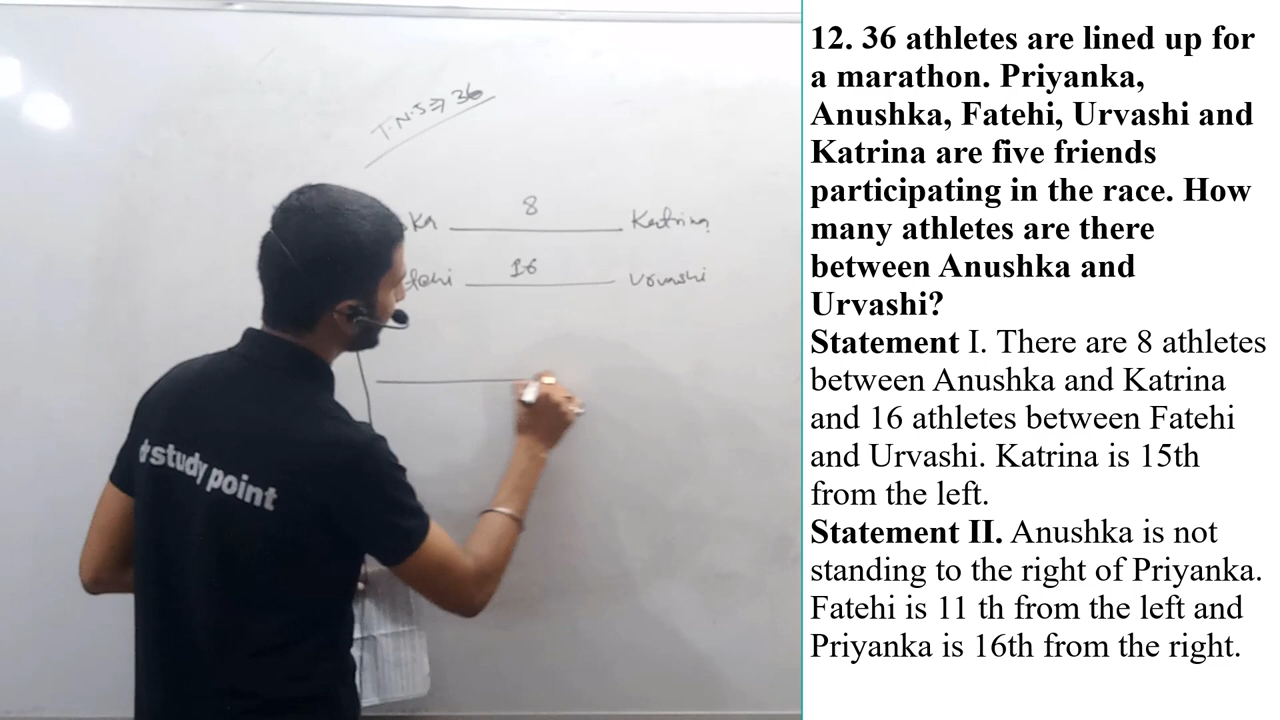 T.N.S ⇒ 36
ka 8 Katrina
tehi 16 Urvashi
study point
12. 36 athletes are lined up for
a marathon. Priyanka,
Anushka, Fatehi, Urvashi and
Katrina are five friends
participating in the race. How
many athletes are there
between Anushka and
Urvashi?
Statement I. There are 8 athletes
between Anushka and Katrina
and 16 athletes between Fatehi
and Urvashi. Katrina is 15th
from the left.
Statement II. Anushka is not
standing to the right of Priyanka.
Fatehi is 11 th from the left and
Priyanka is 16th from the right.